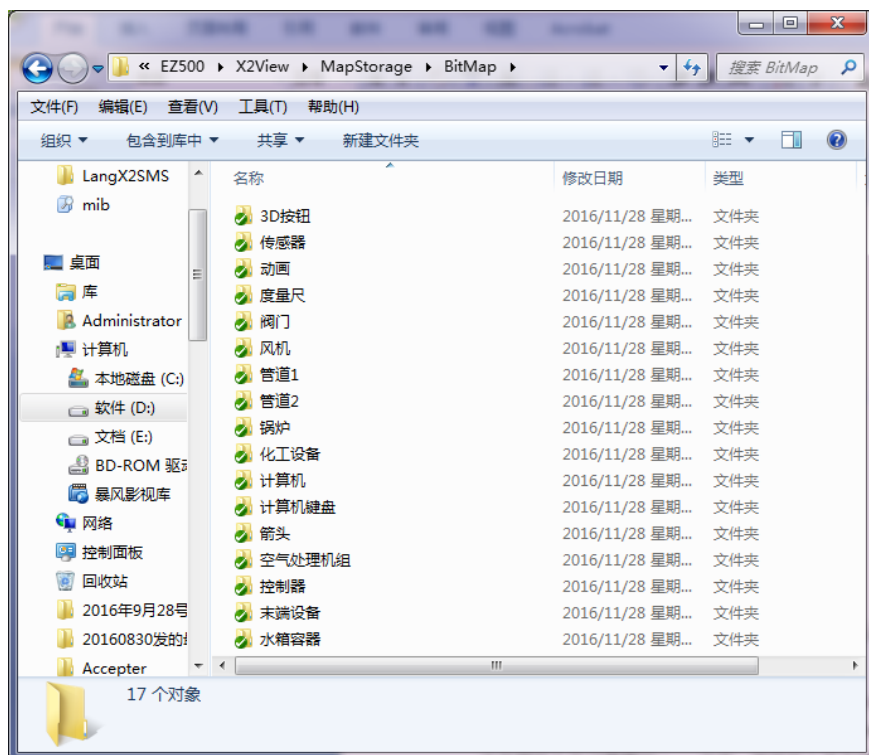 « EZ500 ▸ X2View ▸ MapStorage ▸ BitMap ▸
搜索 BitMap
文件(F) 编辑(E) 查看(V) 工具(T) 帮助(H)
组织 包含到库中 共享 新建文件夹
LangX2SMS
mib
桌面
库
Administrator
计算机
本地磁盘 (C:)
软件 (D:)
文档 (E:)
BD-ROM
暴风影视库
网络
控制面板
回收站
2016年9月28号
20160830发的
Accepter
名称 修改日期 类型
3D按钮 2016/11/28 星期... 文件夹
传感器 2016/11/28 星期... 文件夹
动画 2016/11/28 星期... 文件夹
度量尺 2016/11/28 星期... 文件夹
阀门 2016/11/28 星期... 文件夹
风机 2016/11/28 星期... 文件夹
管道1 2016/11/28 星期... 文件夹
管道2 2016/11/28 星期... 文件夹
锅炉 2016/11/28 星期... 文件夹
化工设备 2016/11/28 星期... 文件夹
计算机 2016/11/28 星期... 文件夹
计算机键盘 2016/11/28 星期... 文件夹
箭头 2016/11/28 星期... 文件夹
空气处理机组 2016/11/28 星期... 文件夹
控制器 2016/11/28 星期... 文件夹
末端设备 2016/11/28 星期... 文件夹
水箱容器 2016/11/28 星期... 文件夹
17 个对象